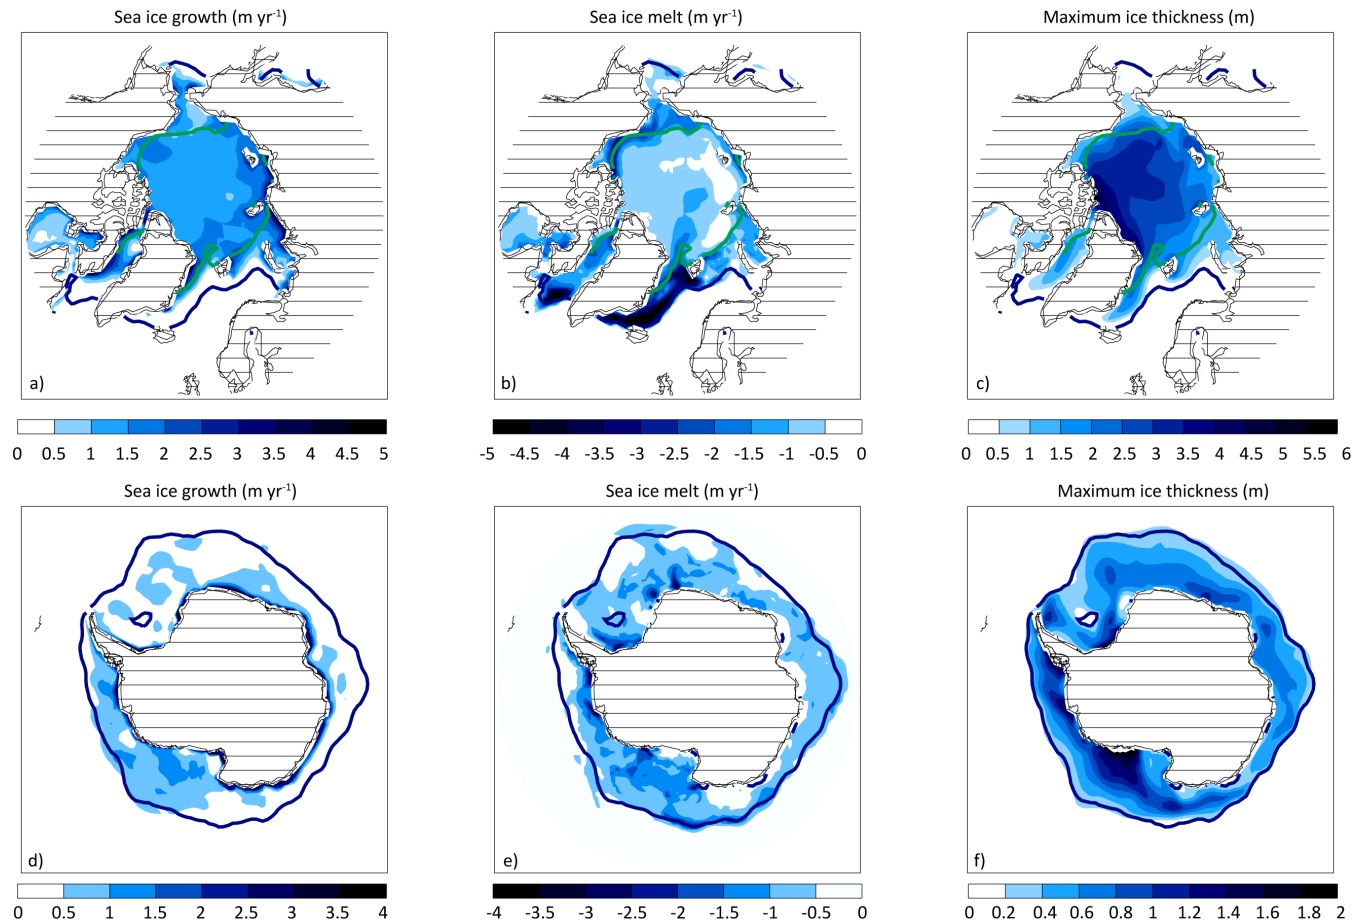 Sea ice growth (m yr-1)
Sea ice melt (m yr-1)
Maximum ice thickness (m)
a)
b)
c)
0 0.5 1 1.5 2 2.5 3 3.5 4 4.5 5
-5 -4 -3.5 -3 -2.5 -2 -1.5 -1 -0.5 0
0 0.5 1 1.5 2 2.5 3 3.5 4 4.5 5 5.5 6
Sea ice growth (m yr-1)
Sea ice melt (m yr-1)
Maximum ice thickness (m)
d)
e)
f)
0 0.5 1 1.5 2 2.5 3 3.5 4
-4 -3.5 -3 -2.5 -2 -1.5 -1 -0.5 0
0 0.2 0.4 0.6 0.8 1 1.2 1.4 1.6 1.8 2